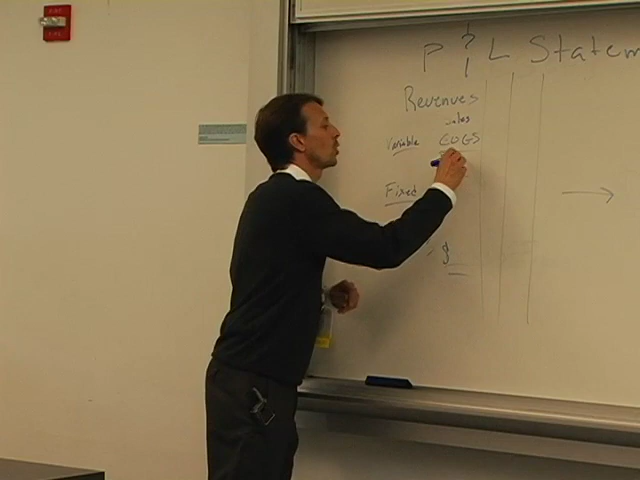 P & L Statem
Revenues
sales
Variable COGS
Fixed
$